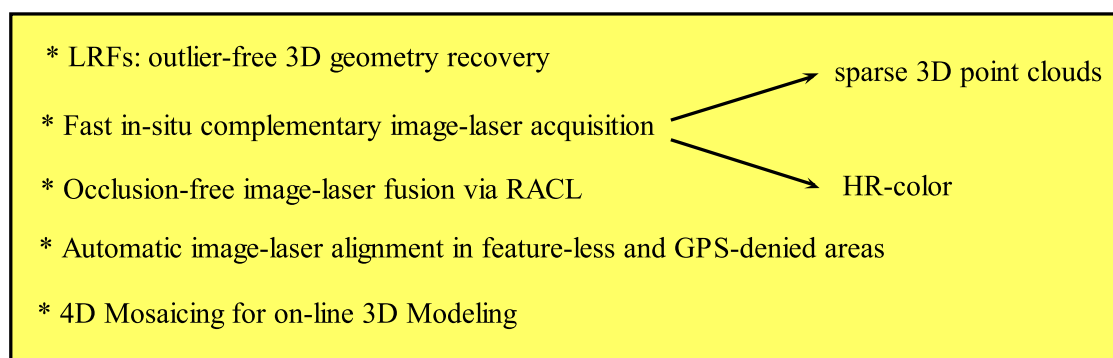 * LRFs: outlier-free 3D geometry recovery
sparse 3D point clouds
* Fast in-situ complementary image-laser acquisition
HR-color
* Occlusion-free image-laser fusion via RACL
* Automatic image-laser alignment in feature-less and GPS-denied areas
* 4D Mosaicing for on-line 3D Modeling